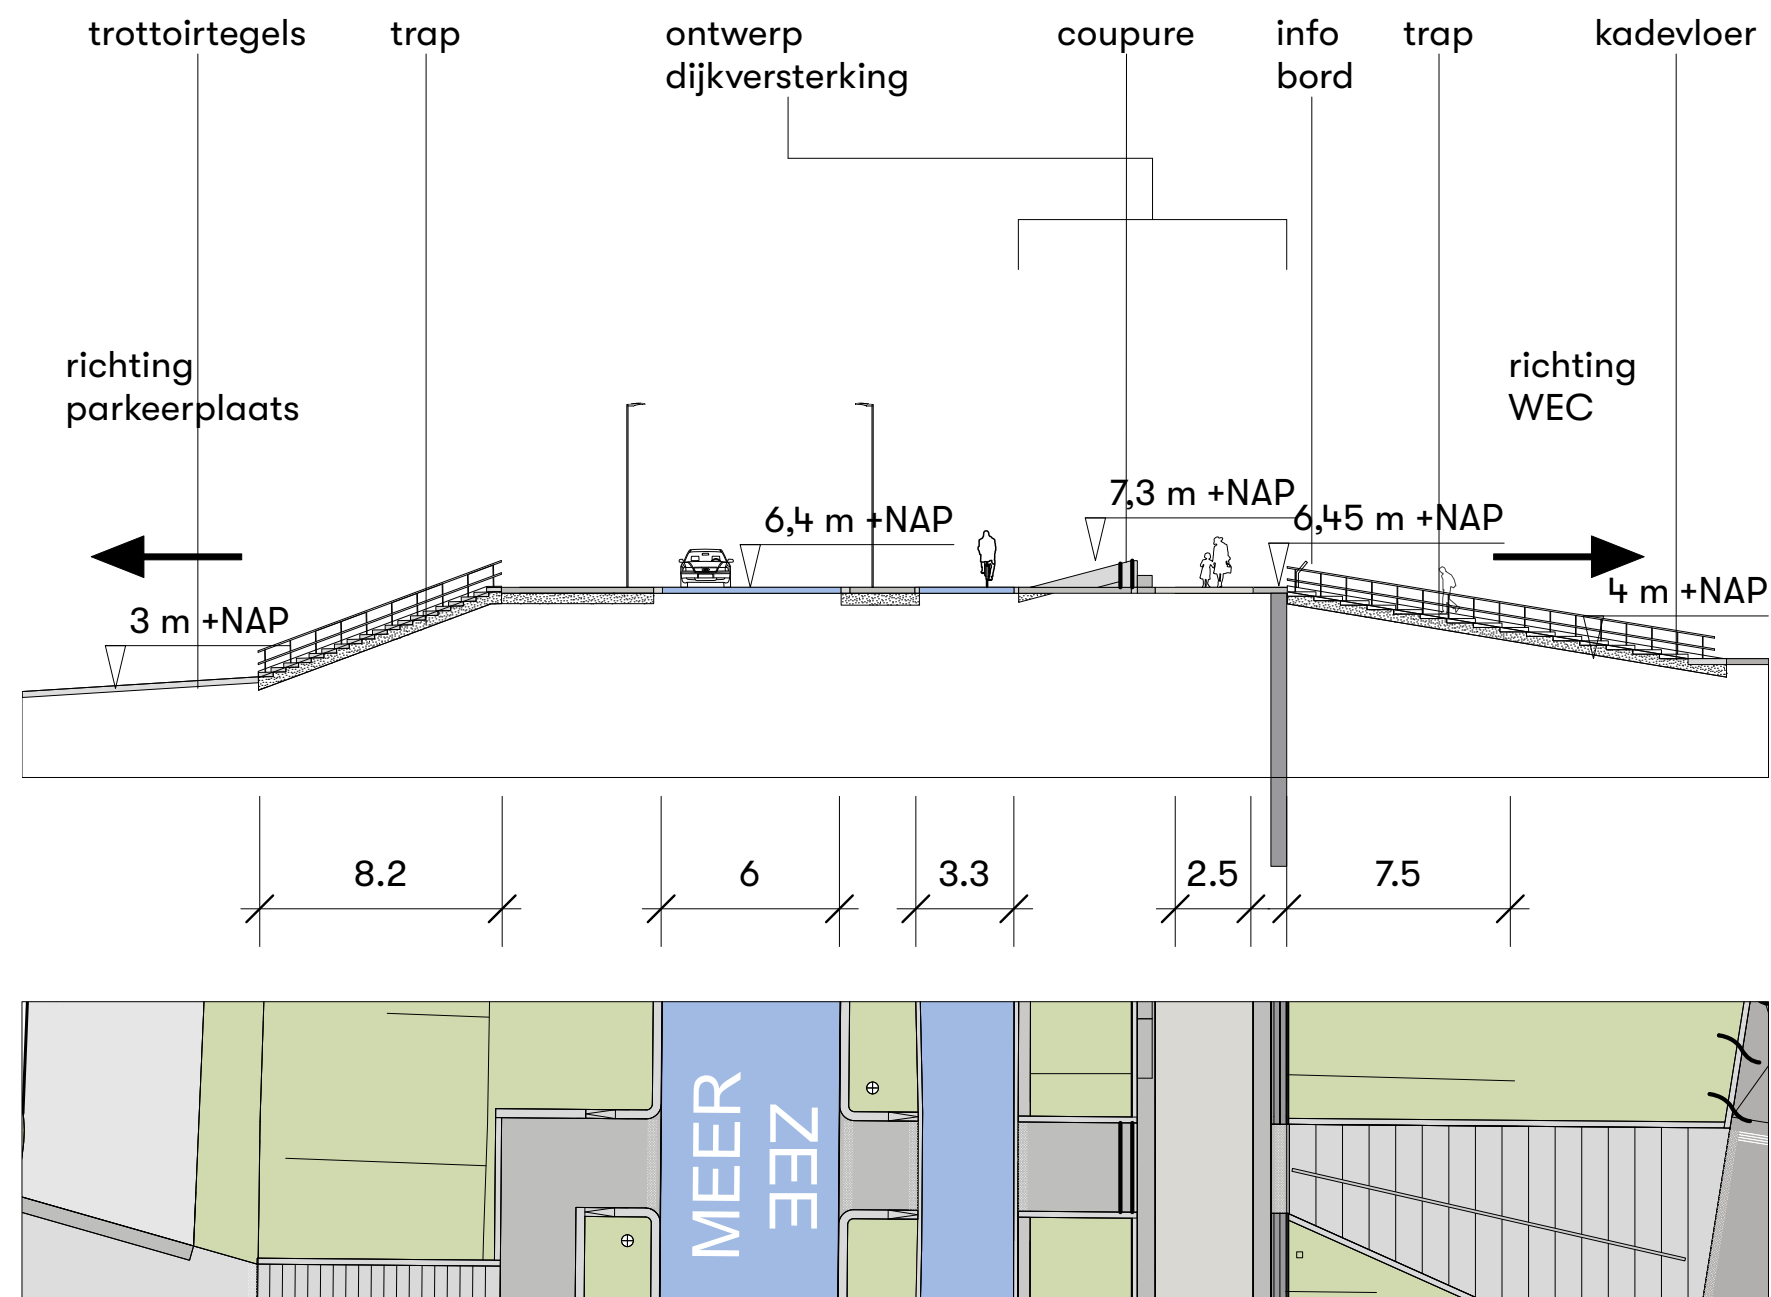 trottoirtegels
trap
ontwerp
dijkversterking
coupure
info
bord
trap
kadevloer
richting
parkeerplaats
richting
WEC
7,3 m +NAP
6,4 m +NAP
6,45 m +NAP
3 m +NAP
4 m +NAP
8.2
6
3.3
2.5
7.5
MEER
ZEE